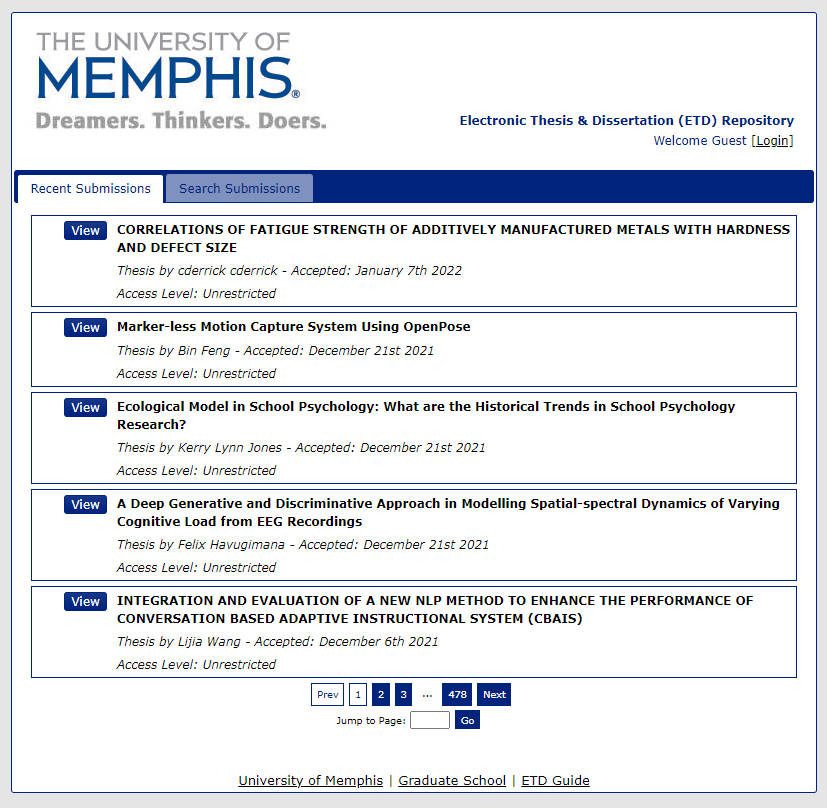 THE UNIVERSITY OF
MEMPHIS®
Dreamers. Thinkers. Doers.
Electronic Thesis & Dissertation (ETD) Repository
Welcome Guest [Login]
Recent Submissions
Search Submissions
View
CORRELATIONS OF FATIGUE STRENGTH OF ADDITIVELY MANUFACTURED METALS WITH HARDNESS
AND DEFECT SIZE
Thesis by cderrick cderrick - Accepted: January 7th 2022
Access Level: Unrestricted
View
Marker-less Motion Capture System Using OpenPose
Thesis by Bin Feng - Accepted: December 21st 2021
Access Level: Unrestricted
View
Ecological Model in School Psychology: What are the Historical Trends in School Psychology
Research?
Thesis by Kerry Lynn Jones - Accepted: December 21st 2021
Access Level: Unrestricted
View
A Deep Generative and Discriminative Approach in Modelling Spatial-spectral Dynamics of Varying
Cognitive Load from EEG Recordings
Thesis by Felix Havugimana - Accepted: December 21st 2021
Access Level: Unrestricted
View
INTEGRATION AND EVALUATION OF A NEW NLP METHOD TO ENHANCE THE PERFORMANCE OF
CONVERSATION BASED ADAPTIVE INSTRUCTIONAL SYSTEM (CBAIS)
Thesis by Lijia Wang - Accepted: December 6th 2021
Access Level: Unrestricted
Prev 1 2 3 ... 478 Next
Jump to Page: Go
University of Memphis | Graduate School | ETD Guide